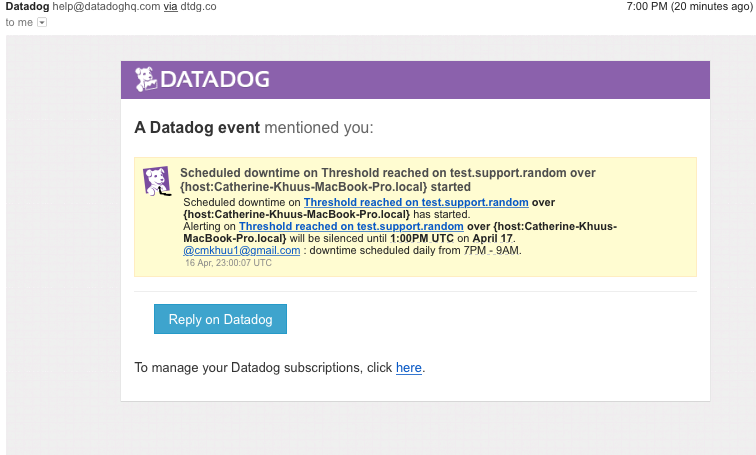 Datadog help@datadoghq.com via dtdg.co 7:00 PM (20 minutes ago)
to me
DATADOG
A Datadog event mentioned you:
Scheduled downtime on Threshold reached on test.support.random over
{host:Catherine-Khuus-MacBook-Pro.local} started
Scheduled downtime on Threshold reached on test.support.random over
{host:Catherine-Khuus-MacBook-Pro.local} has started.
Alerting on Threshold reached on test.support.random over {host:Catherine-Khuus-
MacBook-Pro.local} will be silenced until 1:00PM UTC on April 17.
@cmkhuu1@gmail.com : downtime scheduled daily from 7PM - 9AM.
16 Apr, 23:00:07 UTC
Reply on Datadog
To manage your Datadog subscriptions, click here.